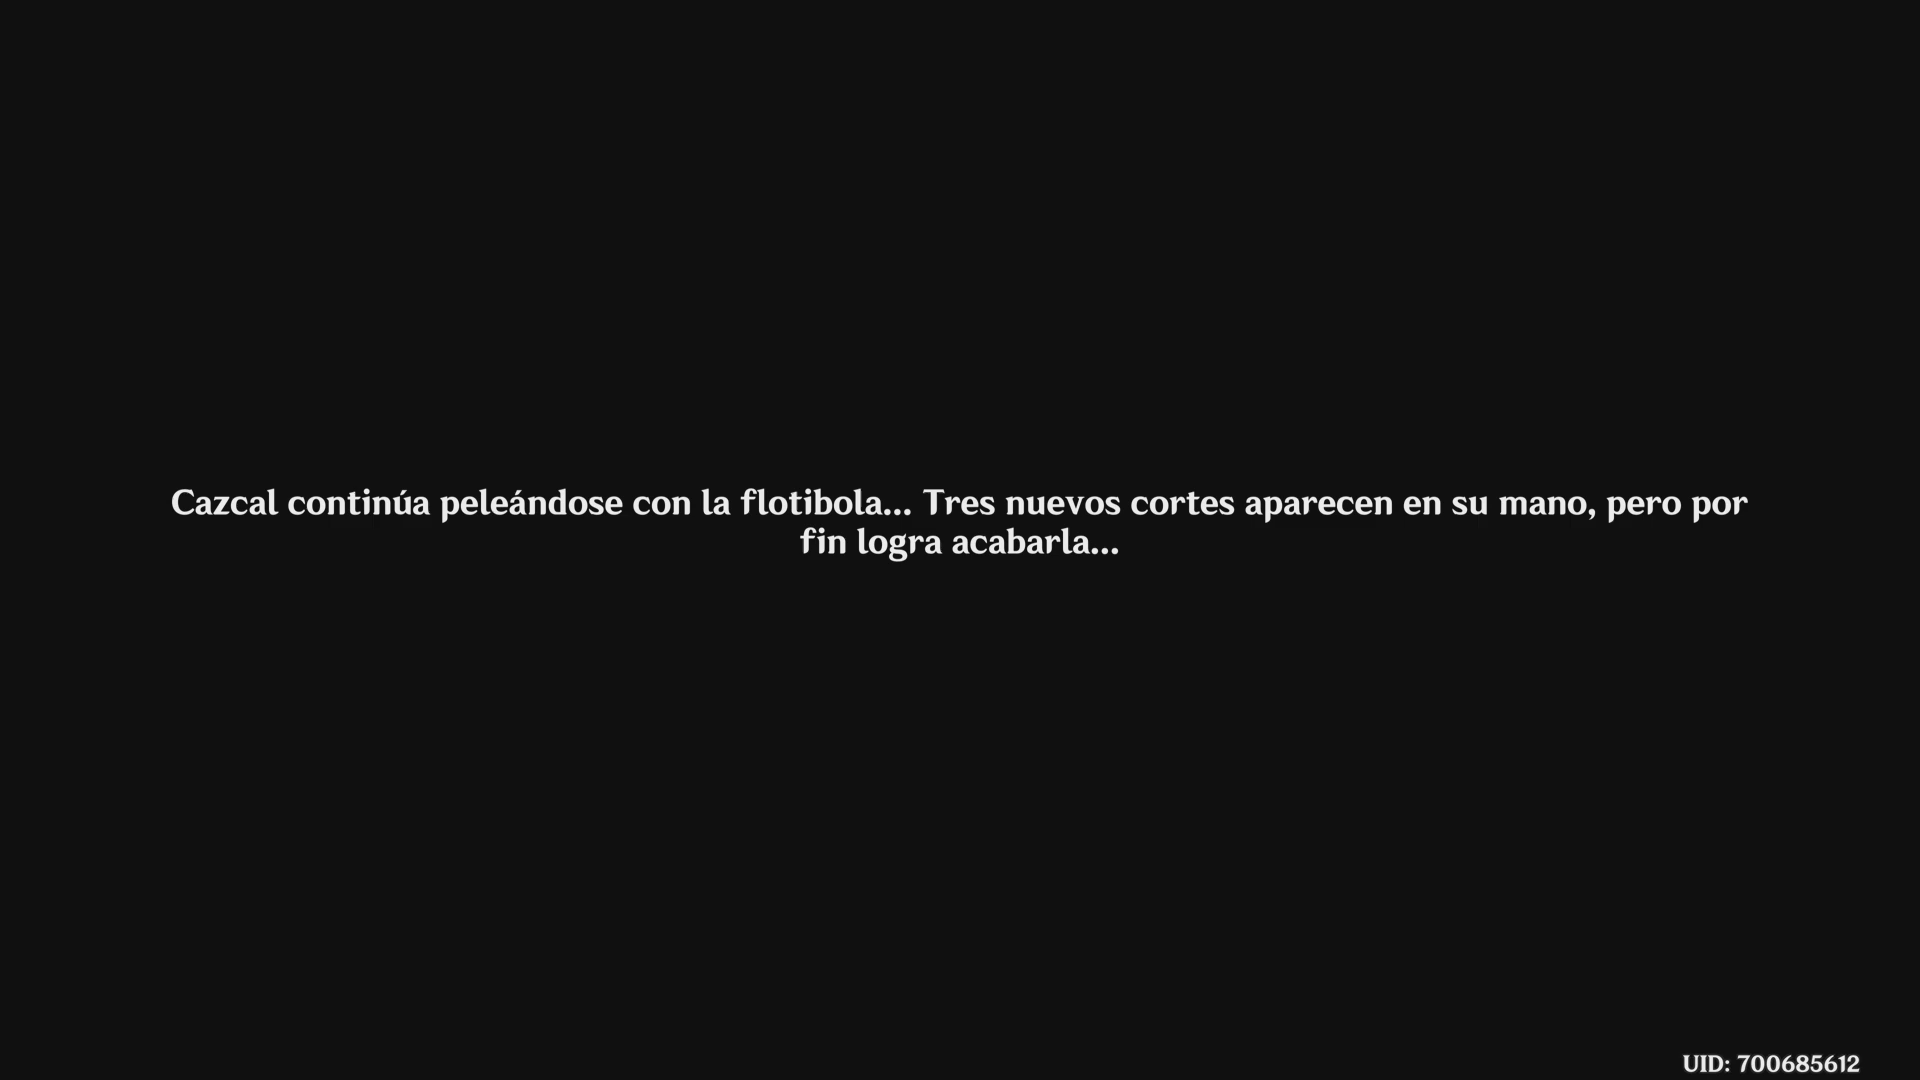 Cazcal continúa peleándose con la flotibola... Tres nuevos cortes aparecen en su mano, pero por
fin logra acabarla...
UID: 700685612